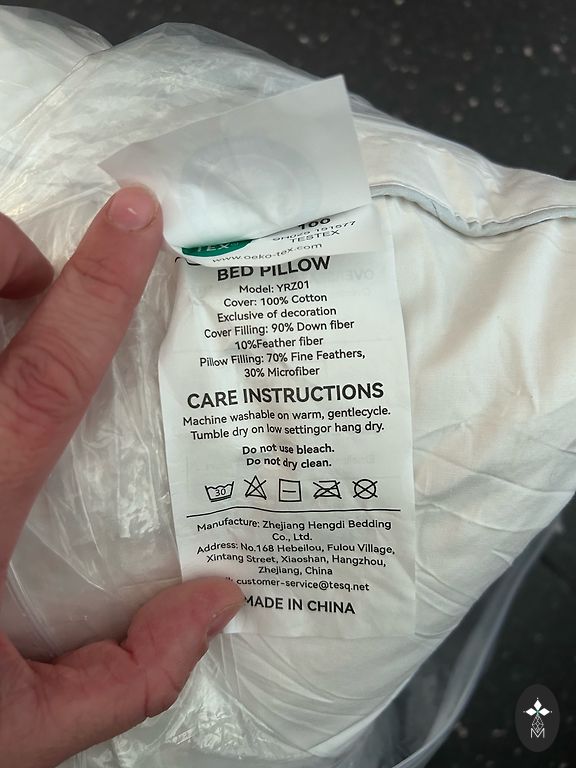 100
SH025 191577
TEX®
TESTEX
www.oeko-tex.com
BED PILLOW
Model: YRZ01
Cover: 100% Cotton
Exclusive of decoration
Cover Filling: 90% Down fiber
10%Feather fiber
Pillow Filling: 70% Fine Feathers,
30% Microfiber
CARE INSTRUCTIONS
Machine washable on warm, gentlecycle.
Tumble dry on low settingor hang dry.
Do not use bleach.
Do not dry clean.
30
Manufacture: Zhejiang Hengdi Bedding
Co., Ltd.
Address: No.168 Hebeilou, Fulou Village,
Xintang Street, Xiaoshan, Hangzhou,
Zhejiang, China
customer-service@tesq.net
MADE IN CHINA